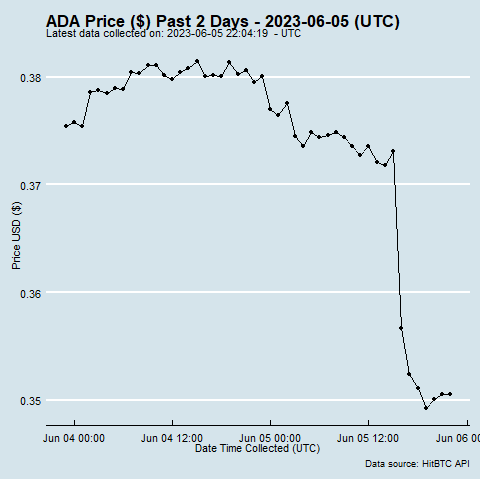 ADA Price ($) Past 2 Days - 2023-06-05 (UTC)
Latest data collected on: 2023-06-05 22:04:19  - UTC
0.38
0.37
Price USD ($)
0.36
0.35
Jun 04 00:00 Jun 04 12:00 Jun 05 00:00 Jun 05 12:00 Jun 06 0
Date Time Collected (UTC)
Data source: HitBTC API